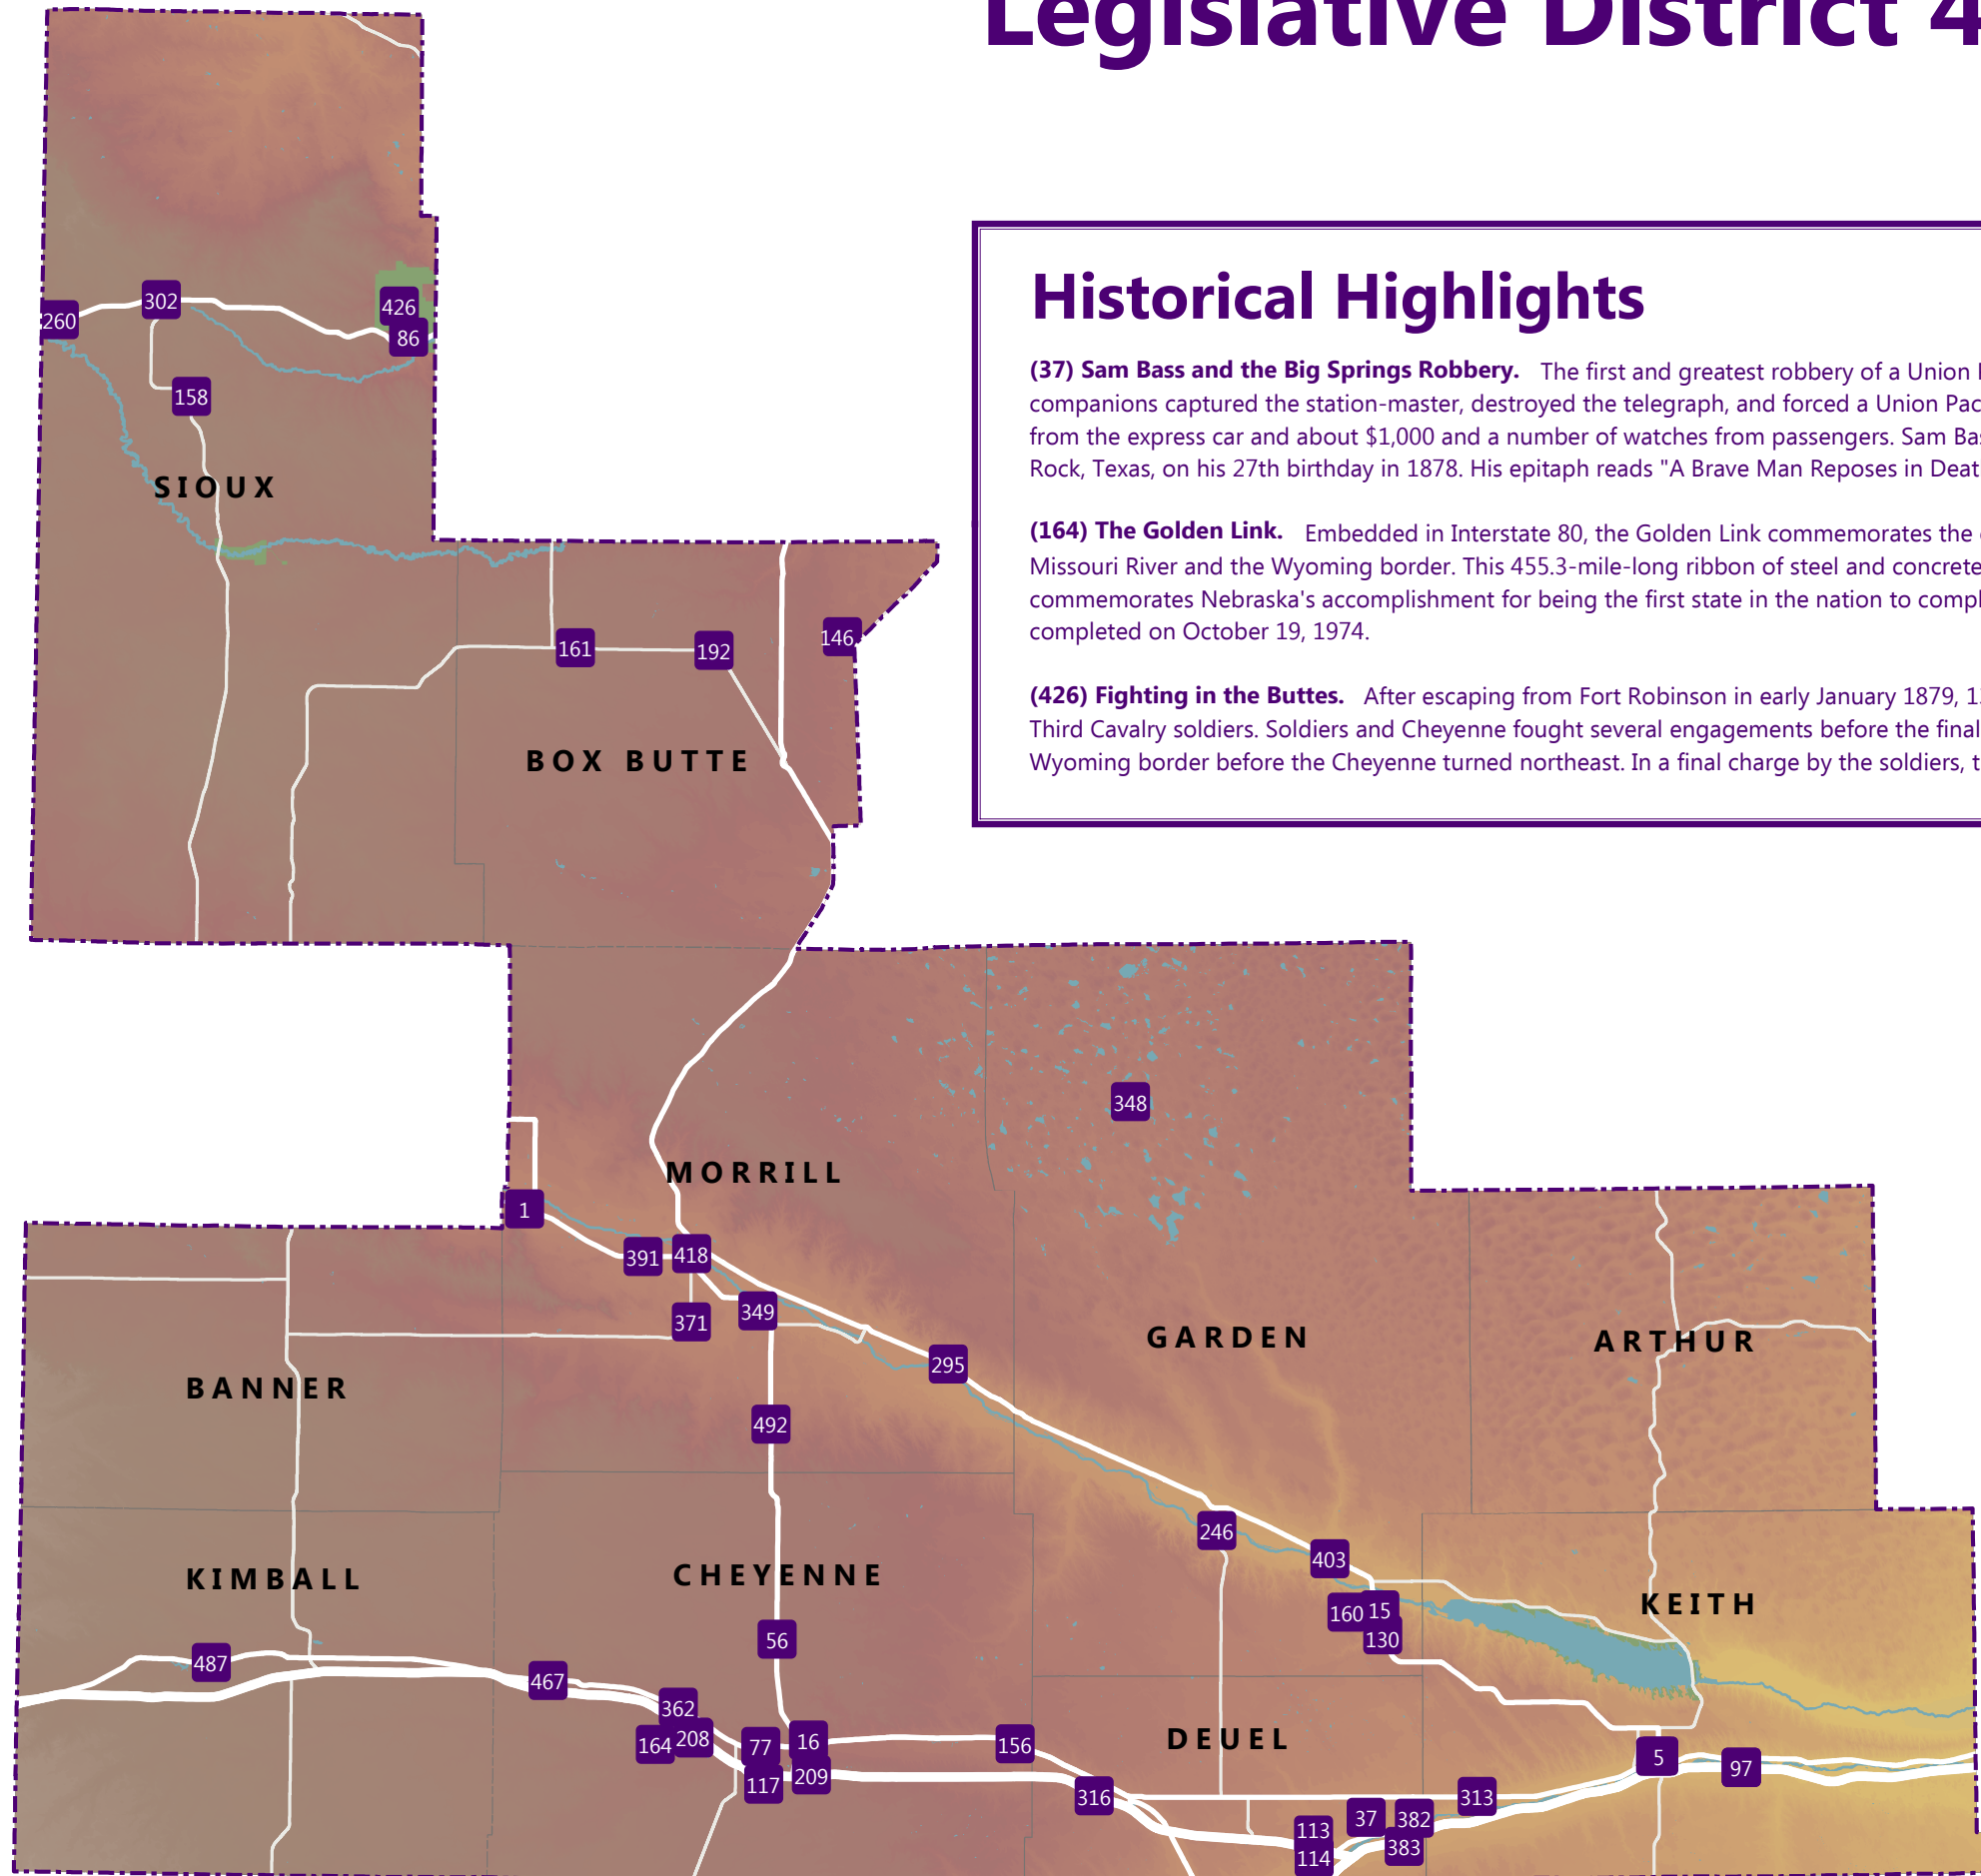 Legislative District 4
Historical Highlights
(37) Sam Bass and the Big Springs Robbery. The first and greatest robbery of a Union
companions captured the station-master, destroyed the telegraph, and forced a Union Pac
from the express car and about $1,000 and a number of watches from passengers. Sam Bas
Rock, Texas, on his 27th birthday in 1878. His epitaph reads "A Brave Man Reposes in Deat
(164) The Golden Link. Embedded in Interstate 80, the Golden Link commemorates the
Missouri River and the Wyoming border. This 455.3-mile-long ribbon of steel and concrete
commemorates Nebraska's accomplishment for being the first state in the nation to compl
completed on October 19, 1974.
(426) Fighting in the Buttes. After escaping from Fort Robinson in early January 1879, 1
Third Cavalry soldiers. Soldiers and Cheyenne fought several engagements before the final
Wyoming border before the Cheyenne turned northeast. In a final charge by the soldiers, t
302
426
260
86
158
SIOUX
146
161
192
BOX BUTTE
348
MORRILL
1
391
418
349
371
GARDEN
ARTHUR
295
BANNER
492
246
403
CHEYENNE
KIMBALL
KEITH
160
15
130
56
487
467
362
164
208
77
16
156
DEUEL
5
97
117
209
316
313
37
382
113
383
114